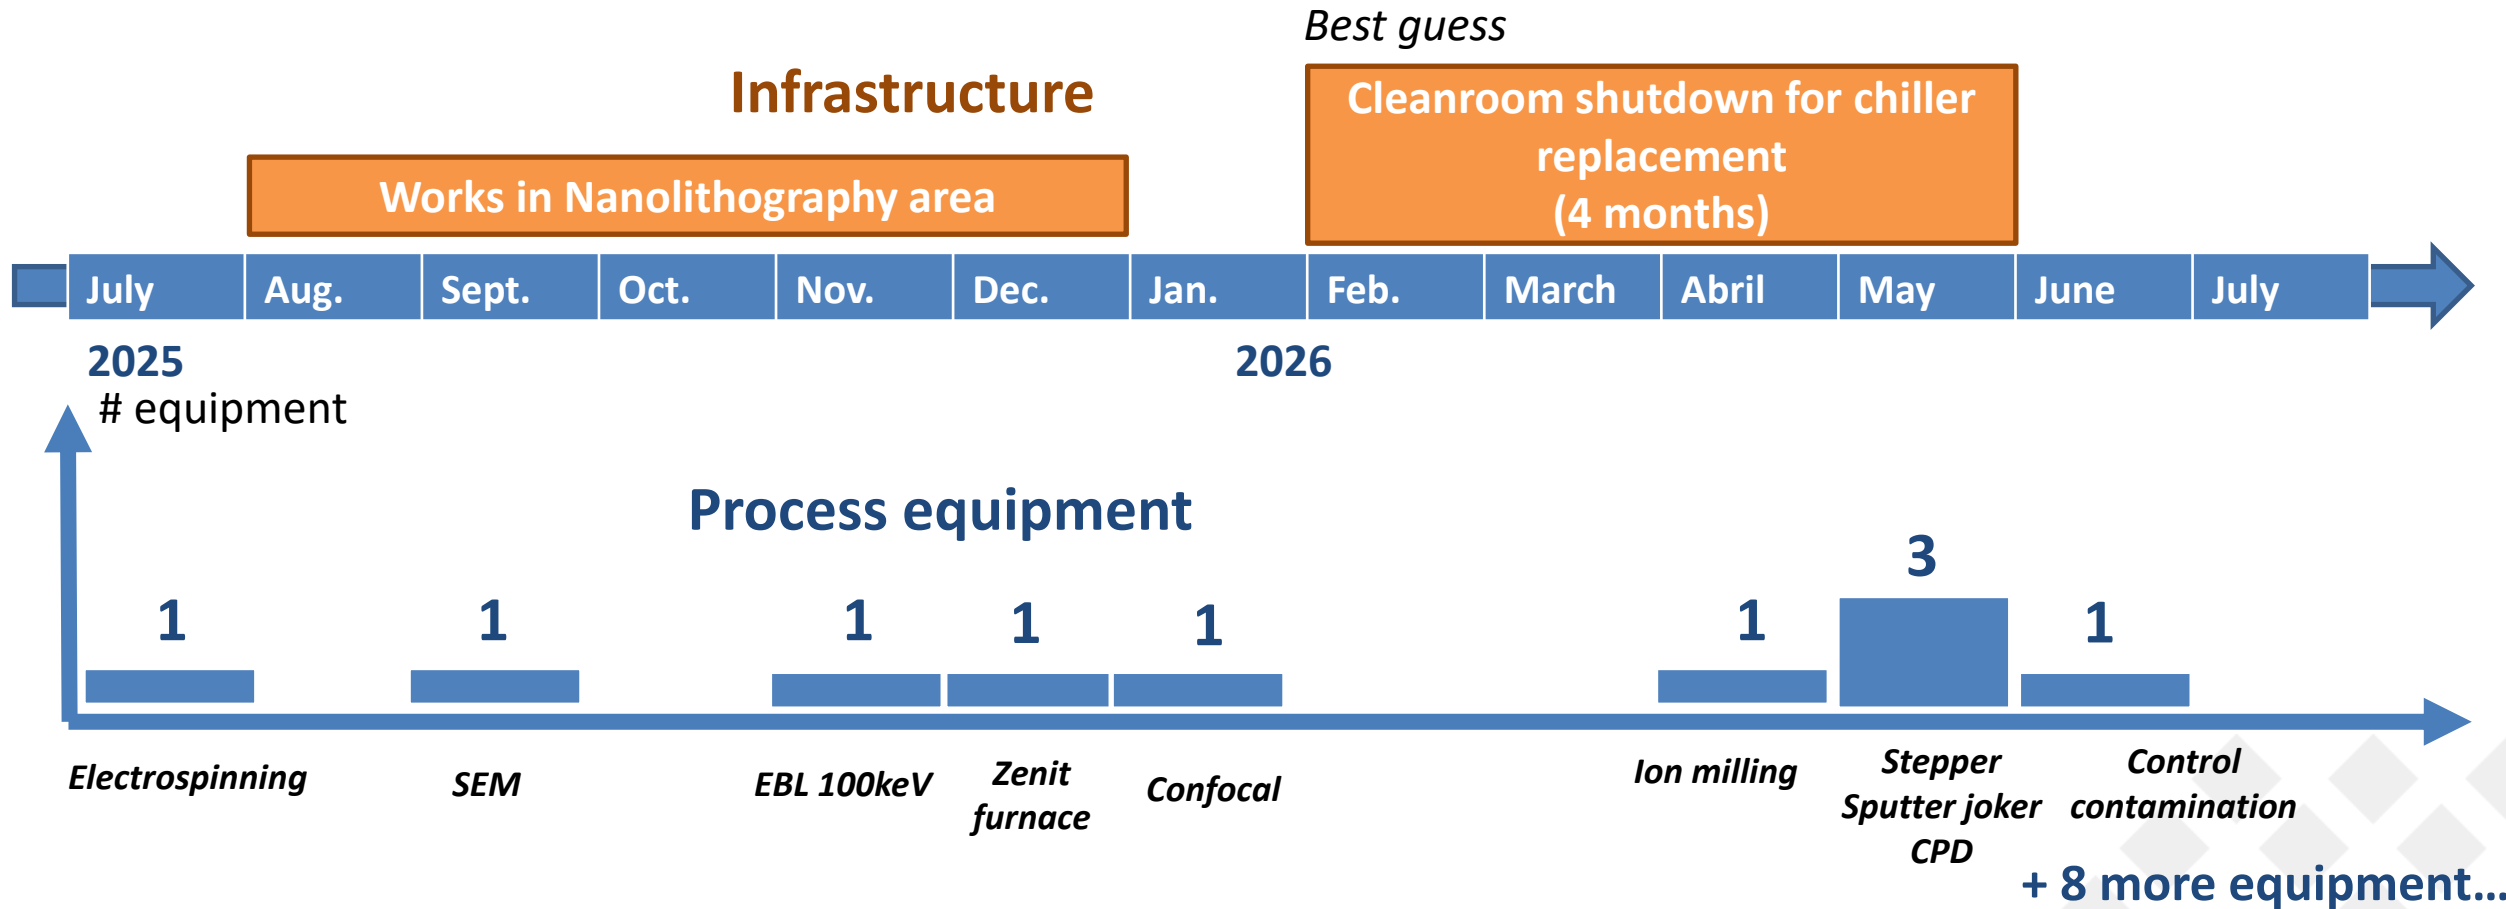 Best guess
Infrastructure
Cleanroom shutdown for chiller
replacement
(4 months)
Works in Nanolithography area
July Aug. Sept. Oct. Nov. Dec. Jan. Feb. March Abril May June July
2025 2026
# equipment
Process equipment
1 1 1 1 1 1 3 1
Electrospinning
SEM
EBL 100keV
Zenit
furnace
Confocal
Ion milling
Stepper
Sputter joker
CPD
Control
contamination
+ 8 more equipment...